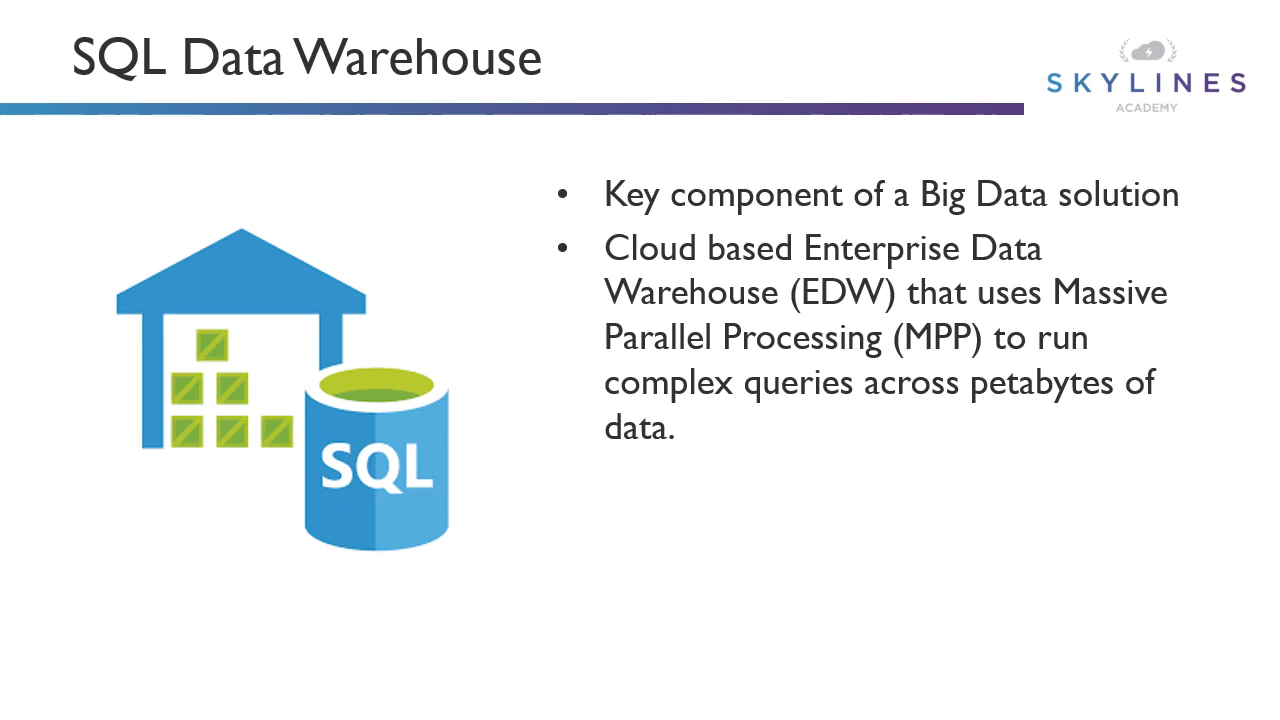 SQL Data Warehouse
SKYLINES
ACADEMY
• Key component of a Big Data solution
• Cloud based Enterprise Data
Warehouse (EDW) that uses Massive
Parallel Processing (MPP) to run
complex queries across petabytes of
data.
SQL